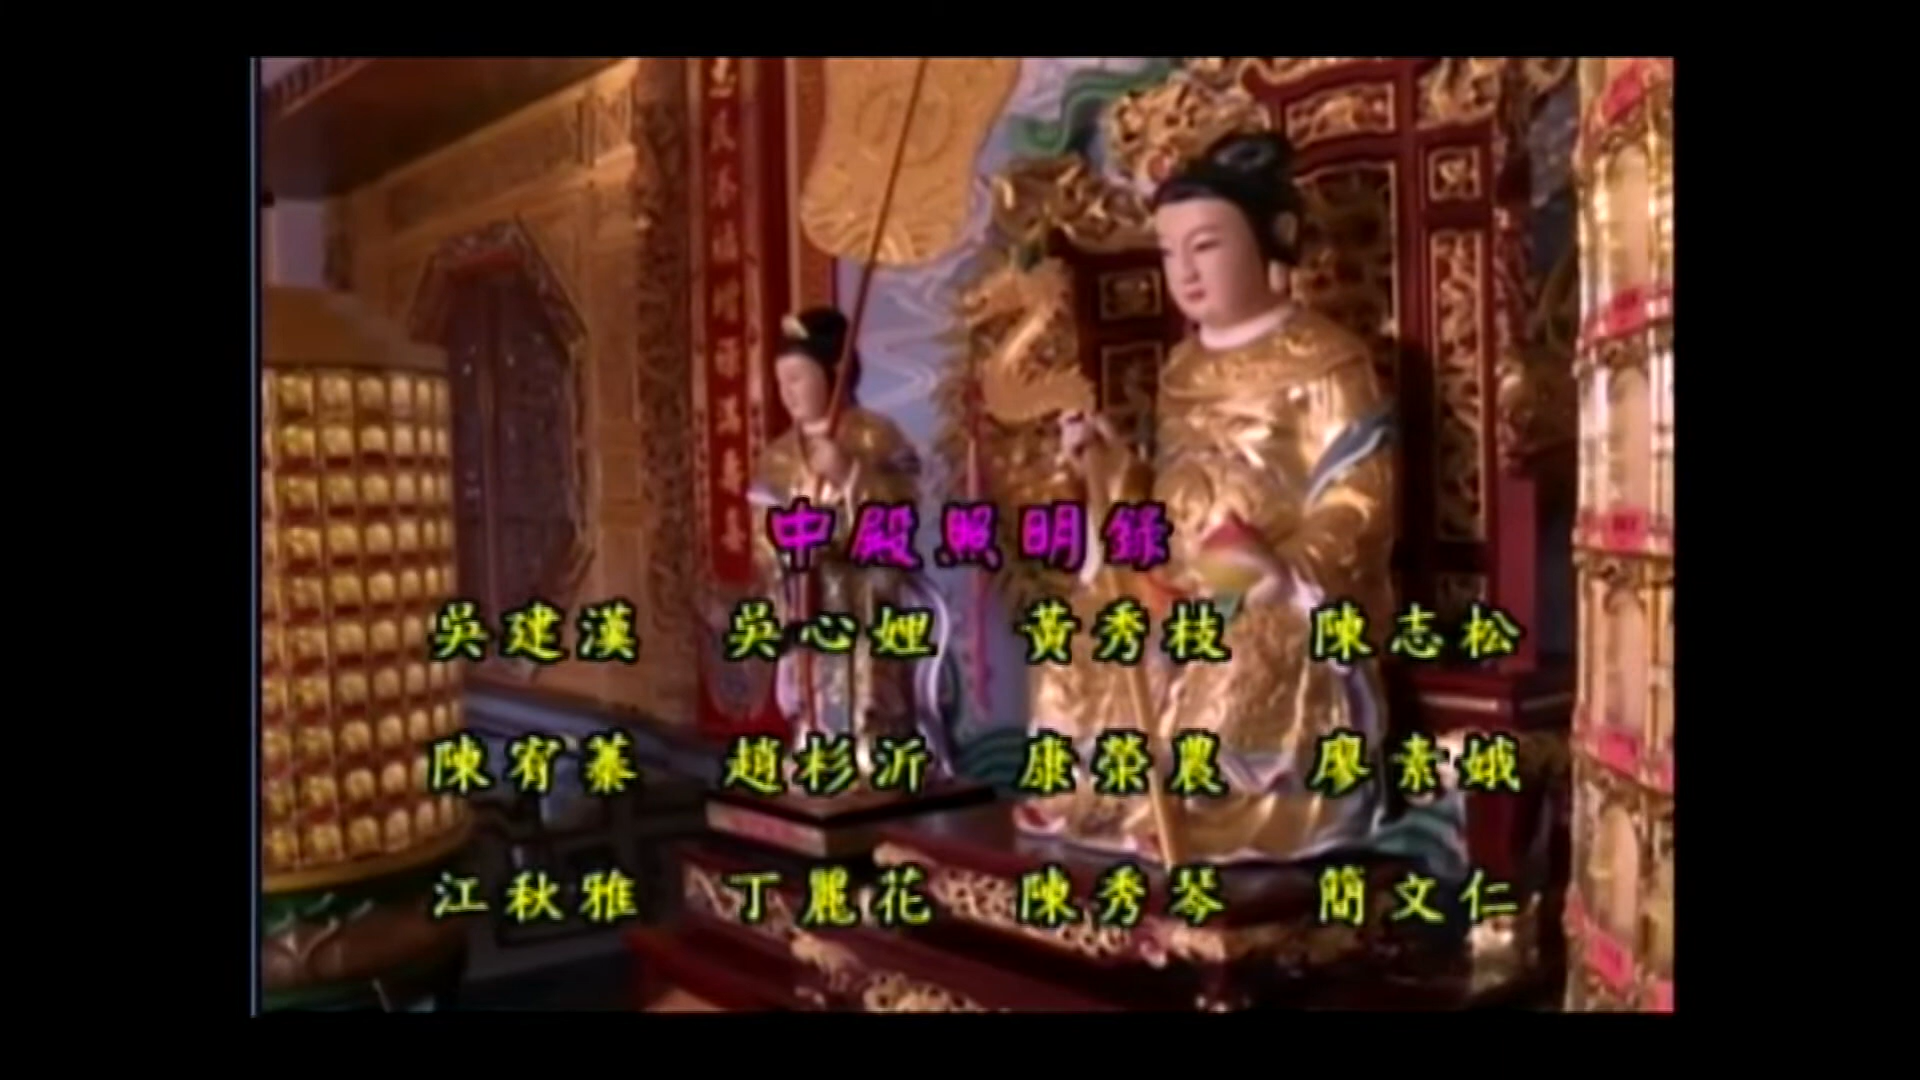 中殿照明錄
吳建漢 吳心娌 黃秀枝 陳志松
陳宥蓁 趙杉沂 康榮農 廖素娥
江秋雅 丁麗花 陳秀琴 簡文仁